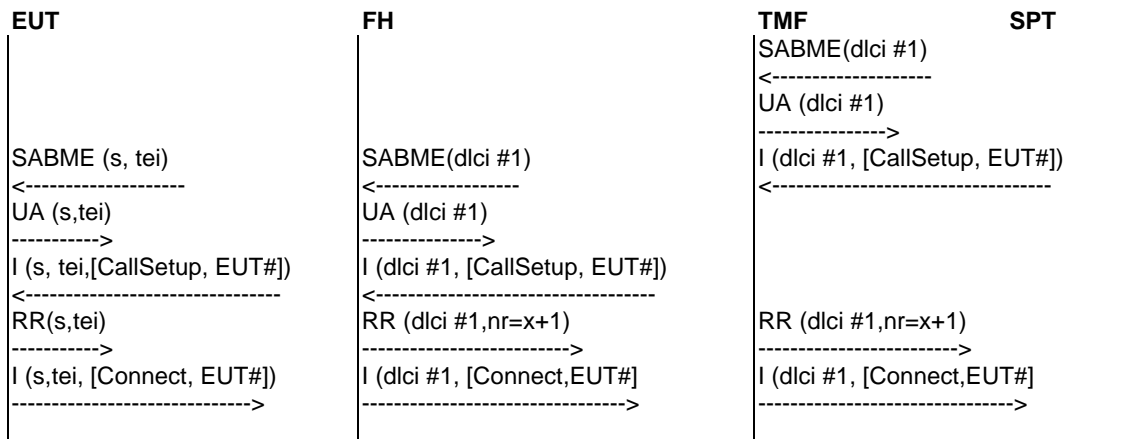 EUT FH TMF SPT
SABME(dlci #1)
<--------------------
UA (dlci #1)
---------------->
SABME (s, tei) SABME(dlci #1) I (dlci #1, [CallSetup, EUT#])
<-------------------- <------------------ <-----------------------------------
UA (s,tei) UA (dlci #1)
-----------> --------------->
I (s, tei,[CallSetup, EUT#]) I (dlci #1, [CallSetup, EUT#])
<-------------------------------- <-----------------------------------
RR(s,tei) RR (dlci #1,nr=x+1) RR (dlci #1,nr=x+1)
-----------> --------------------------> ------------------------->
I (s,tei, [Connect, EUT#]) I (dlci #1, [Connect,EUT#] I (dlci #1, [Connect,EUT#]
------------------------------> ---------------------------------> -------------------------------->